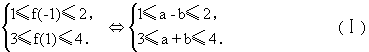 {1≤f(-1)≤2, ⇔ {1≤a-b≤2, (Ⅰ)
3≤f(1)≤4. 3≤a+b≤4.